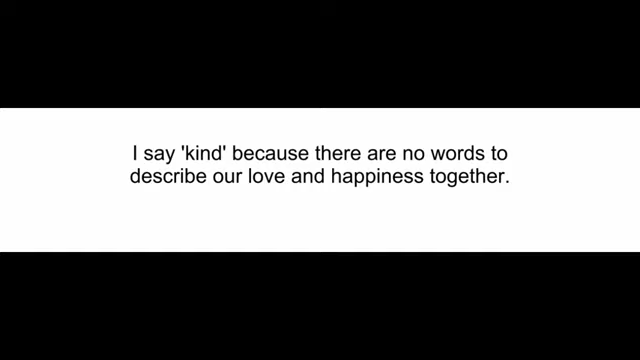 I say 'kind' because there are no words to
describe our love and happiness together.